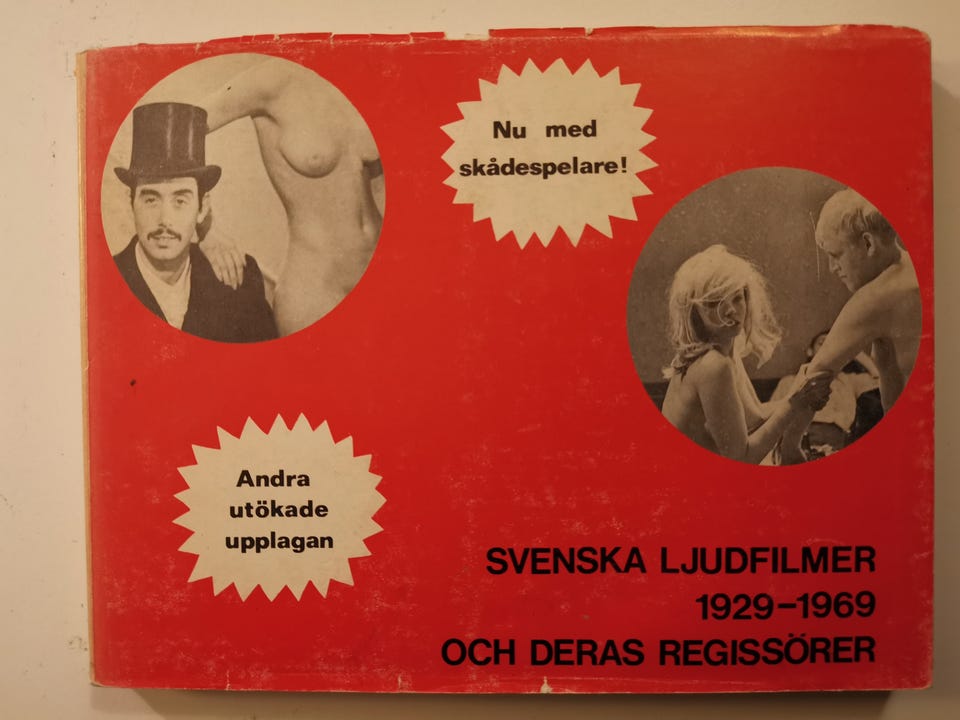 Nu med
skådespelare!
Andra
utökade
upplagan
SVENSKA LJUDFILMER
1929-1969
OCH DERAS REGISSÖRER